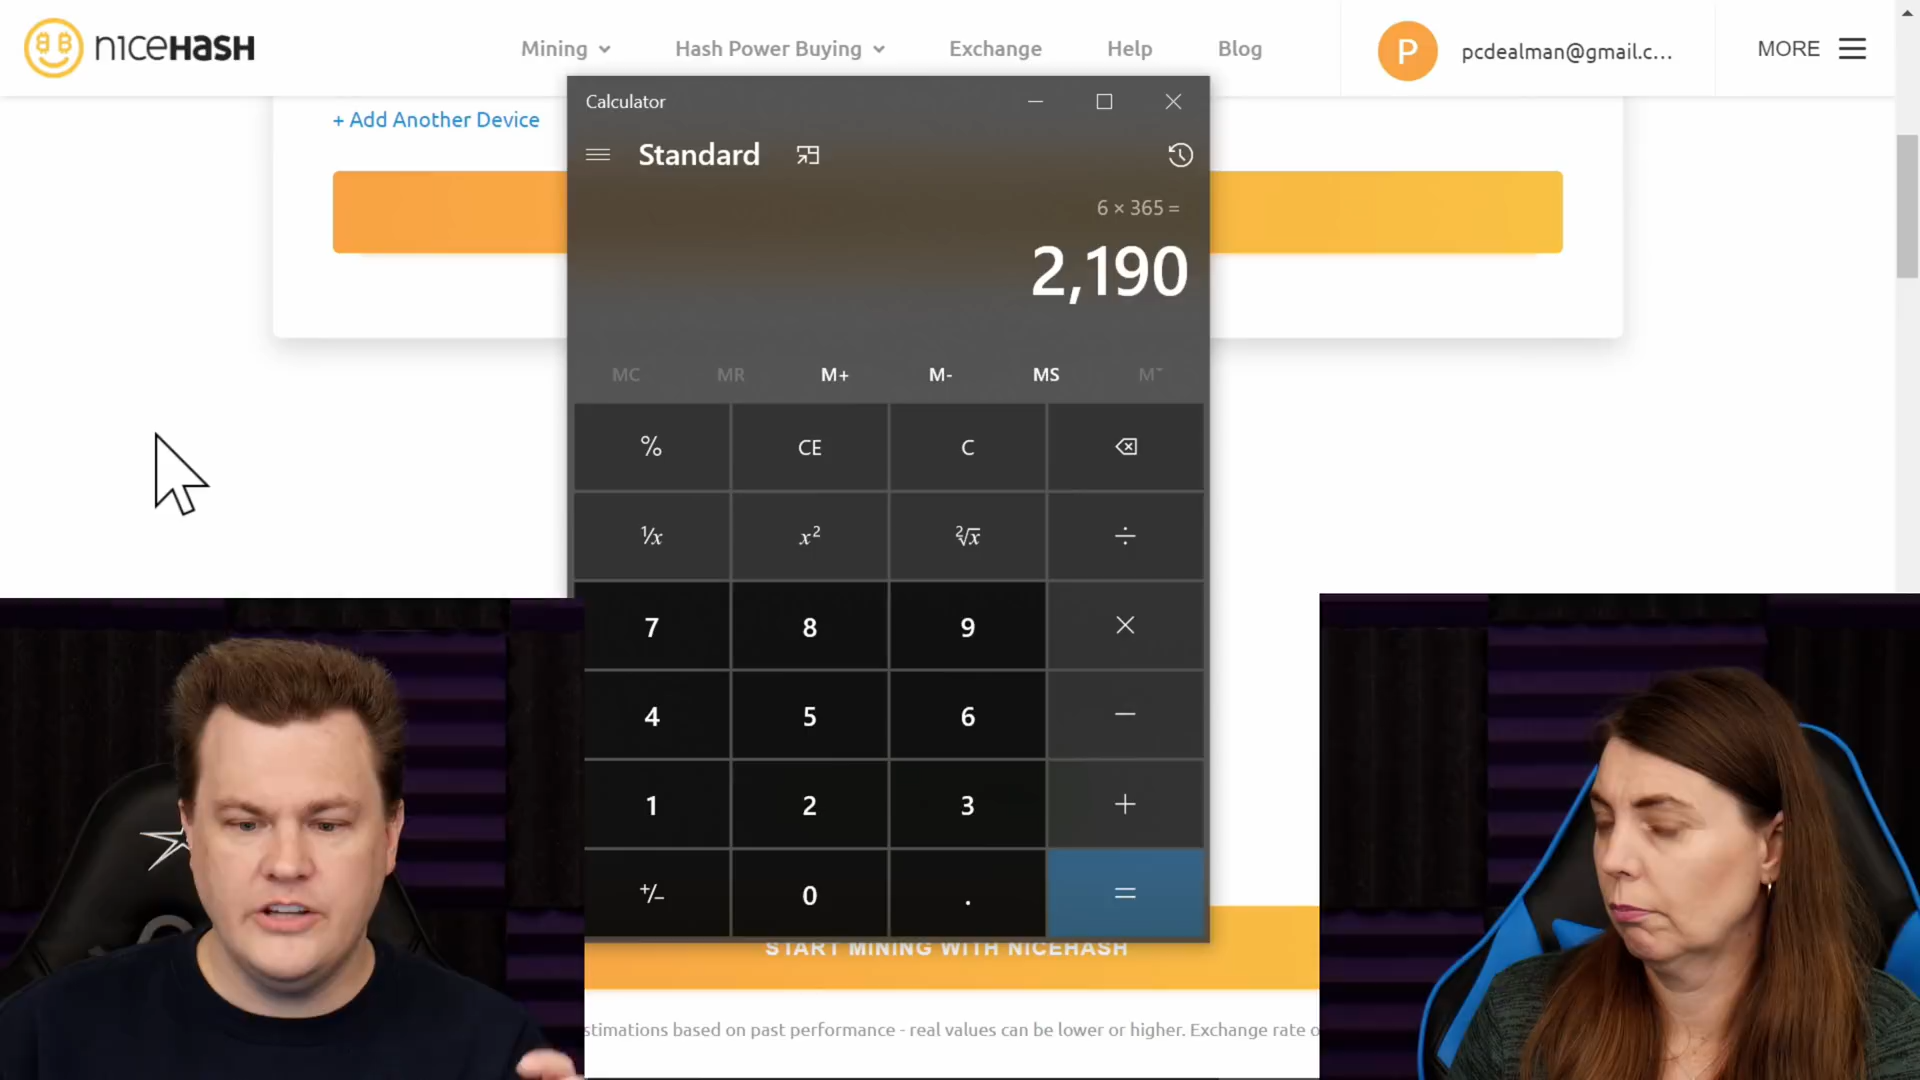 nıceHASH
Mining
Hash Power Buying
Exchange
Help
Blog
P
pcdealman@gmail.c...
MORE
+ Add Another Device
Calculator
Standard
6 × 365 =
2,190
MC MR M+ M- MS M˅
% CE C
¹/x x² ²√x ÷
7 8 9 ×
4 5 6 −
1 2 3 +
+/− 0 . =
START MINING WITH NICEHASH
stimations based on past performance - real values can be lower or higher. Exchange rate o